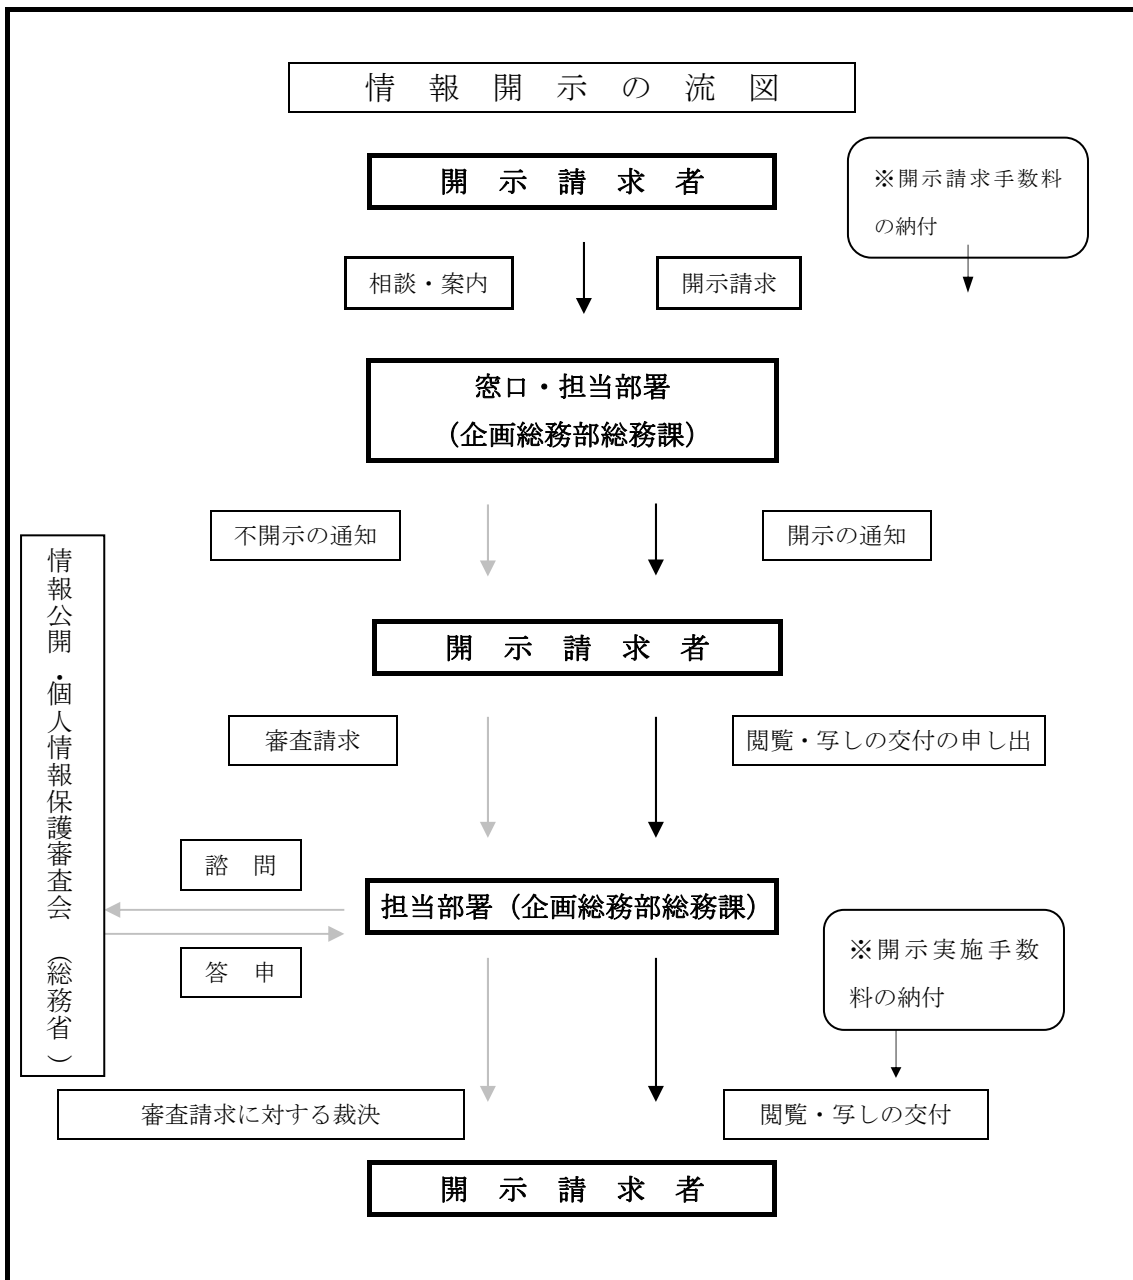 情報開示の流図
開示請求者
※開示請求手数料
の納付
相談・案内
開示請求
窓口・担当部署
（企画総務部総務課）
不開示の通知
開示の通知
情報公開・個人情報保護審査会（総務省）
開示請求者
審査請求
閲覧・写しの交付の申し出
諮問
担当部署（企画総務部総務課）
答申
※開示実施手数
料の納付
審査請求に対する裁決
閲覧・写しの交付
開示請求者